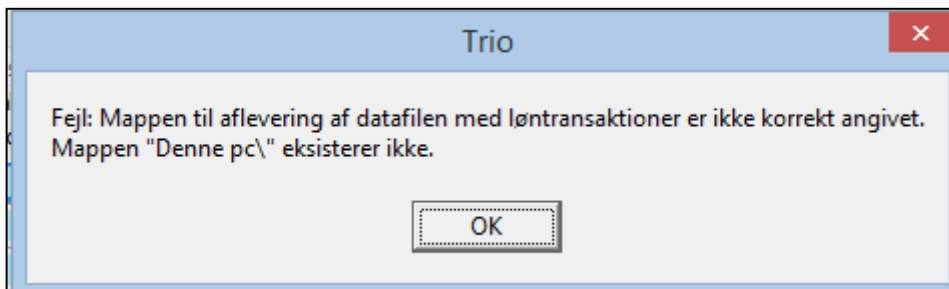 Trio
Fejl: Mappen til aflevering af datafilen med løntransaktioner er ikke korrekt angivet.
Mappen "Denne pc\" eksisterer ikke.
OK